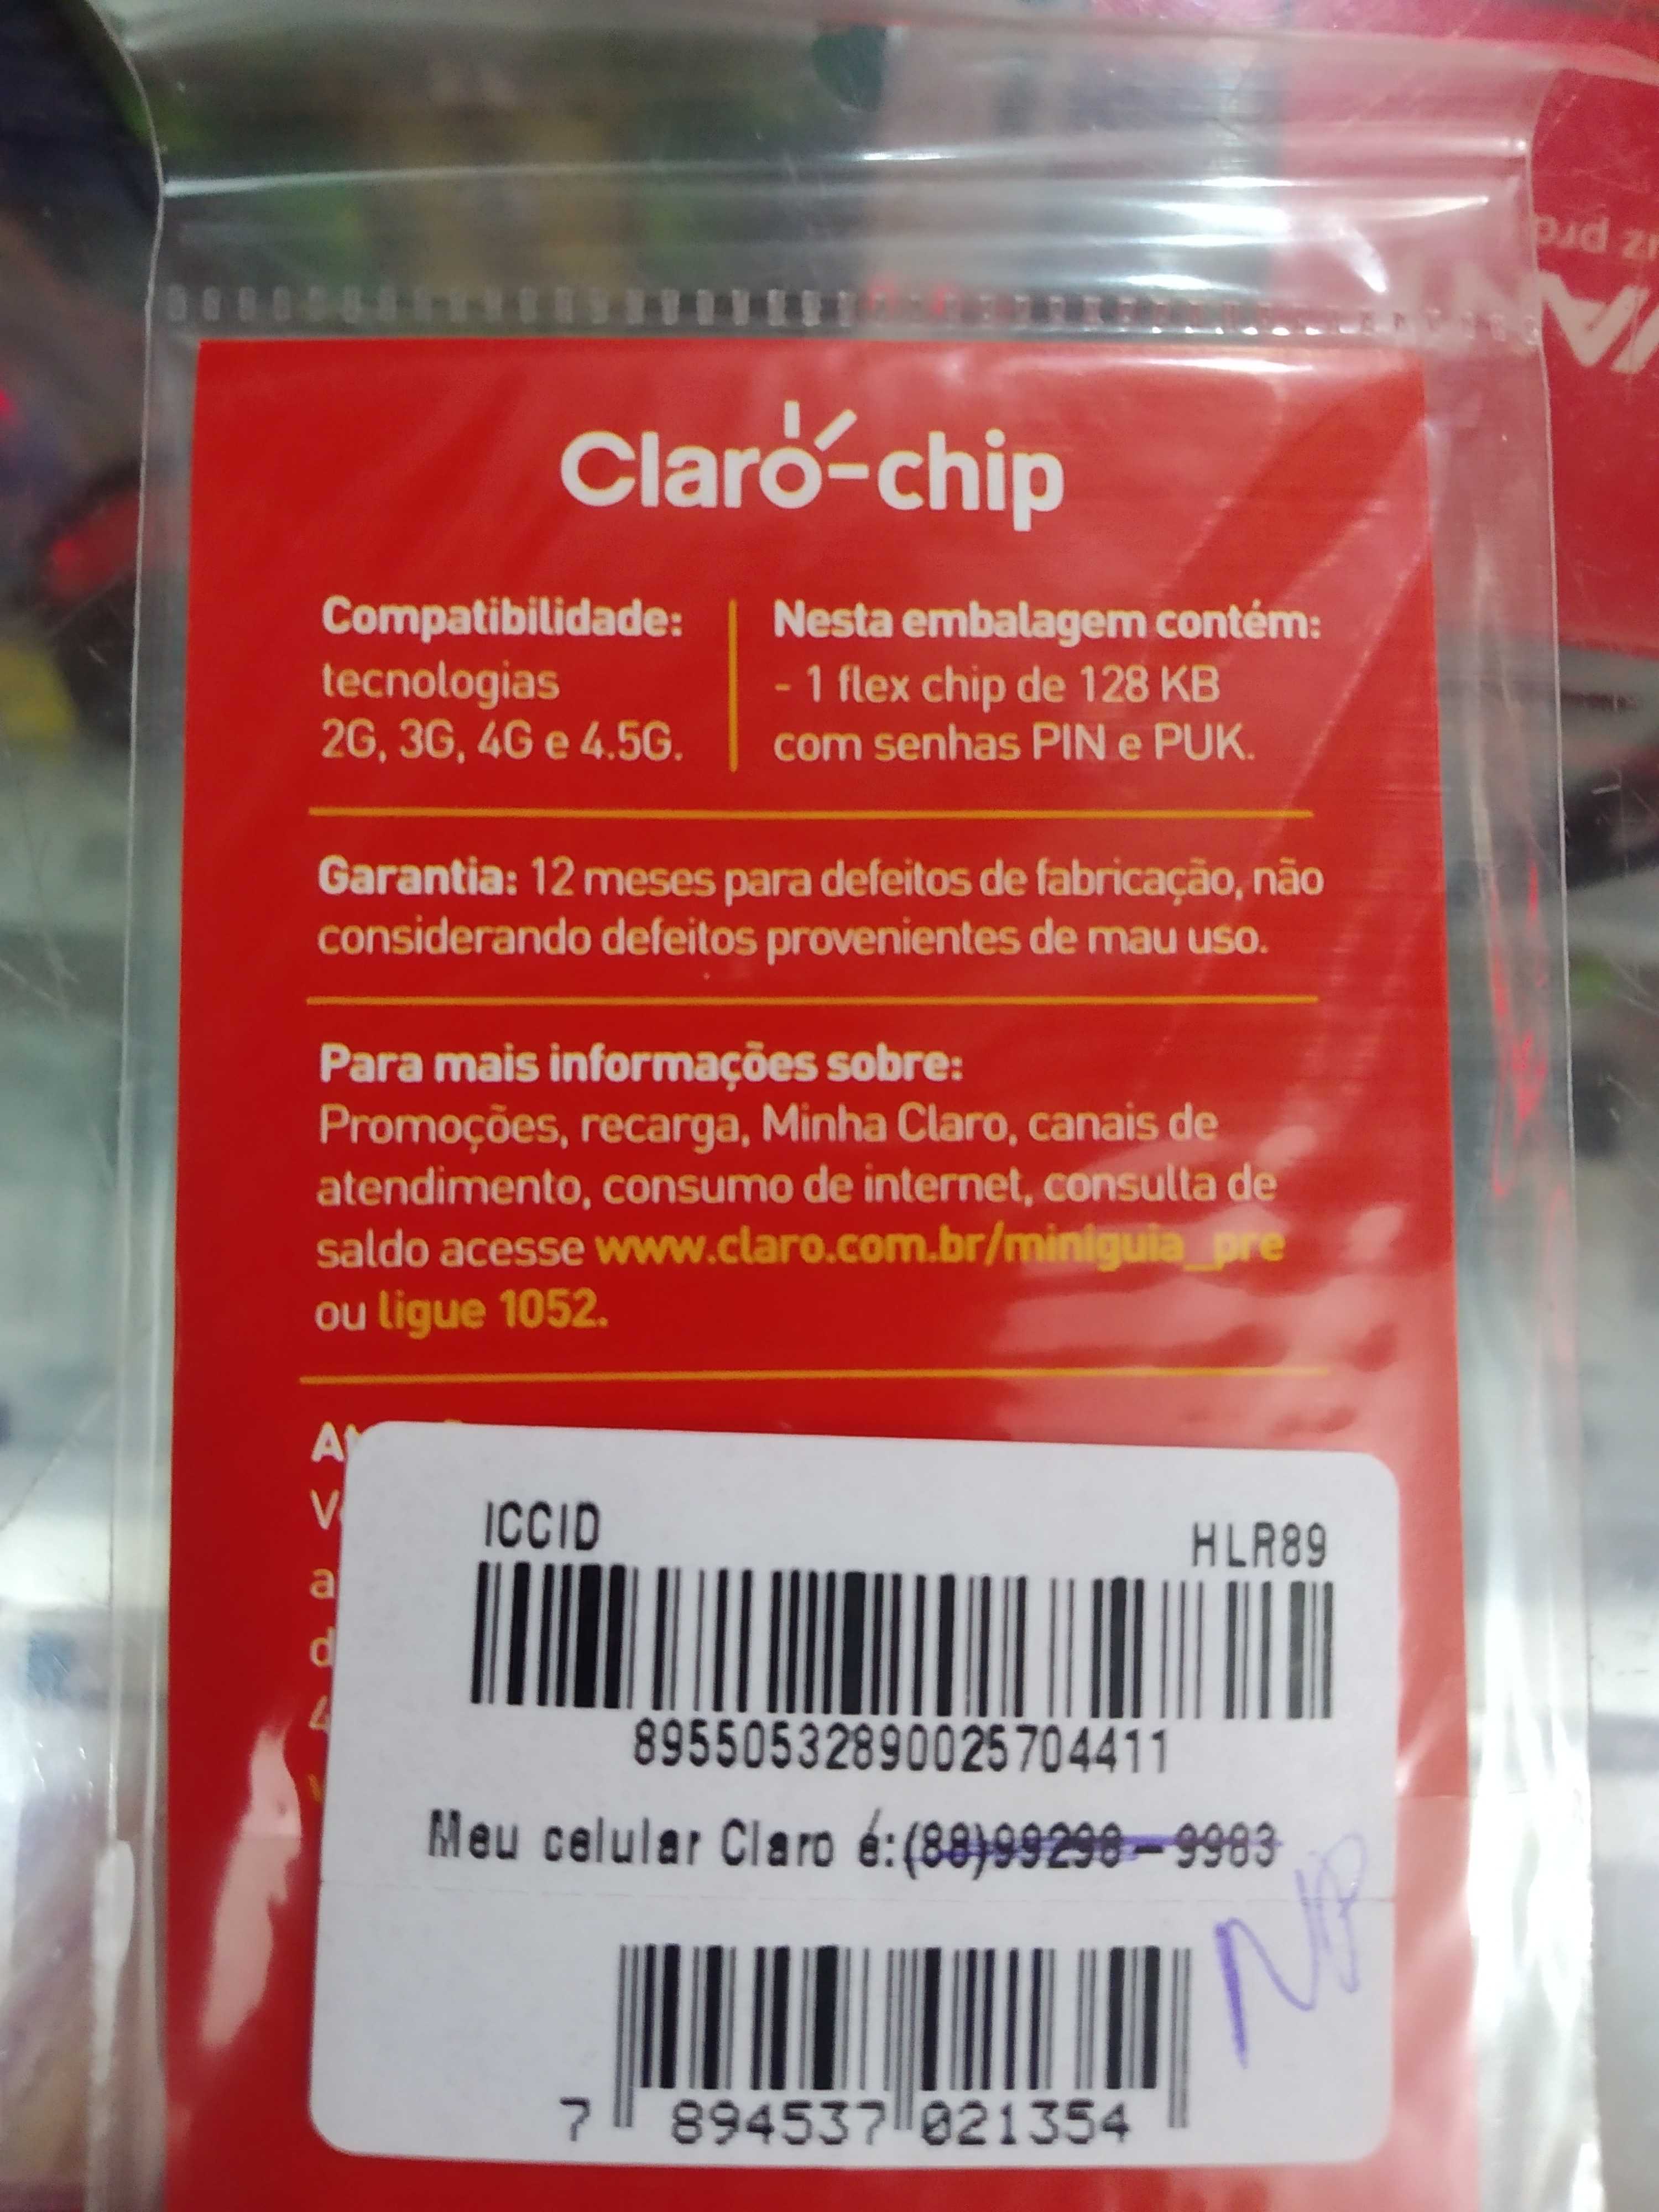 Claro-chip
Compatibilidade:
tecnologias
2G, 3G, 4G e 4.5G.
Nesta embalagem contém:
- 1 flex chip de 128 KB
com senhas PIN e PUK.
Garantia: 12 meses para defeitos de fabricação, não
considerando defeitos provenientes de mau uso.
Para mais informações sobre:
Promoções, recarga, Minha Claro, canais de
atendimento, consumo de internet, consulta de
saldo acesse www.claro.com.br/miniguia_pre
ou ligue 1052.
ICCID
HLR89
89550532890025704411
Meu celular Claro é:(88)99298-9983
7 894537 021354